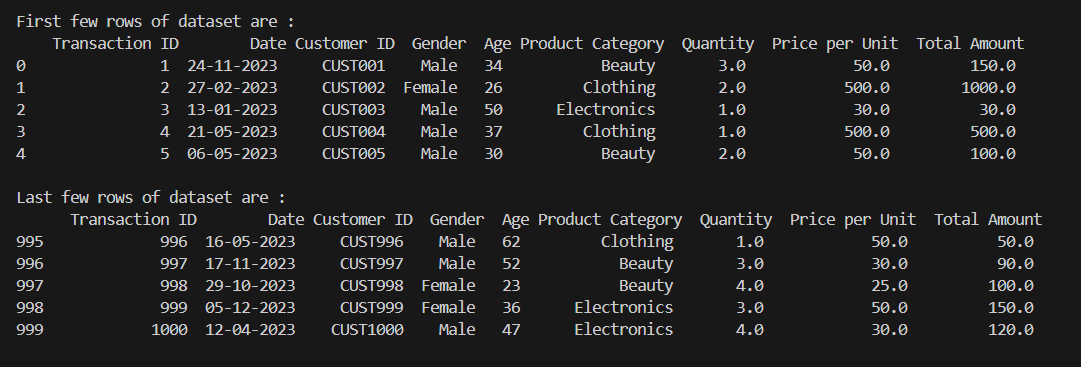 First few rows of dataset are :
Transaction ID Date Customer ID Gender Age Product Category Quantity Price per Unit Total Amount
0 1 24-11-2023 CUST001 Male 34 Beauty 3.0 50.0 150.0
1 2 27-02-2023 CUST002 Female 26 Clothing 2.0 500.0 1000.0
2 3 13-01-2023 CUST003 Male 50 Electronics 1.0 30.0 30.0
3 4 21-05-2023 CUST004 Male 37 Clothing 1.0 500.0 500.0
4 5 06-05-2023 CUST005 Male 30 Beauty 2.0 50.0 100.0
Last few rows of dataset are :
Transaction ID Date Customer ID Gender Age Product Category Quantity Price per Unit Total Amount
995 996 16-05-2023 CUST996 Male 62 Clothing 1.0 50.0 50.0
996 997 17-11-2023 CUST997 Male 52 Beauty 3.0 30.0 90.0
997 998 29-10-2023 CUST998 Female 23 Beauty 4.0 25.0 100.0
998 999 05-12-2023 CUST999 Female 36 Electronics 3.0 50.0 150.0
999 1000 12-04-2023 CUST1000 Male 47 Electronics 4.0 30.0 120.0